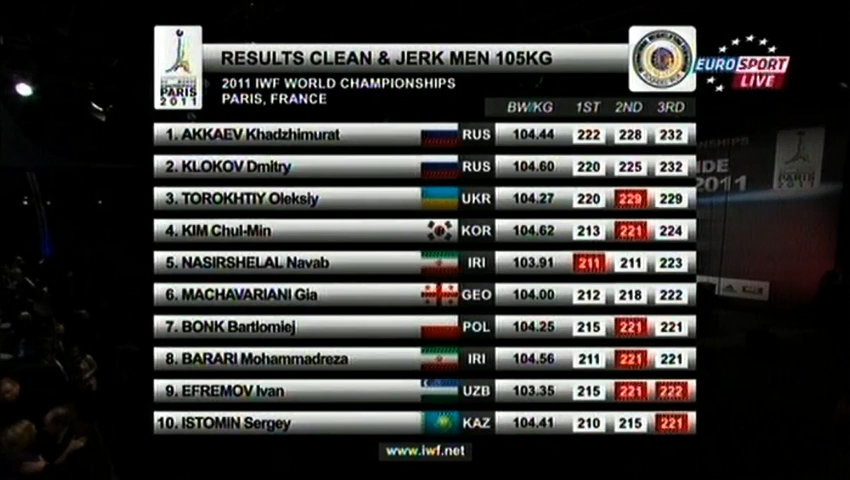 RESULTS CLEAN & JERK MEN 105KG
2011 IWF WORLD CHAMPIONSHIPS
PARIS, FRANCE
PARIS
2011
EUROSPORT
LIVE
BW/KG 1ST 2ND 3RD
1. AKKAEV Khadzhimurat RUS 104.44 222 228 232
2. KLOKOV Dmitry RUS 104.60 220 225 232
3. TOROKHTIY Oleksiy UKR 104.27 220 229 229
4. KIM Chul-Min KOR 104.62 213 221 224
5. NASIRSHELAL Navab IRI 103.91 211 211 223
6. MACHAVARIANI Gia GEO 104.00 212 218 222
7. BONK Bartlomiej POL 104.25 215 221 221
8. BARARI Mohammadreza IRI 104.56 211 221 221
9. EFREMOV Ivan UZB 103.35 215 221 222
10. ISTOMIN Sergey KAZ 104.41 210 215 221
www.iwf.net
2011
PARIS